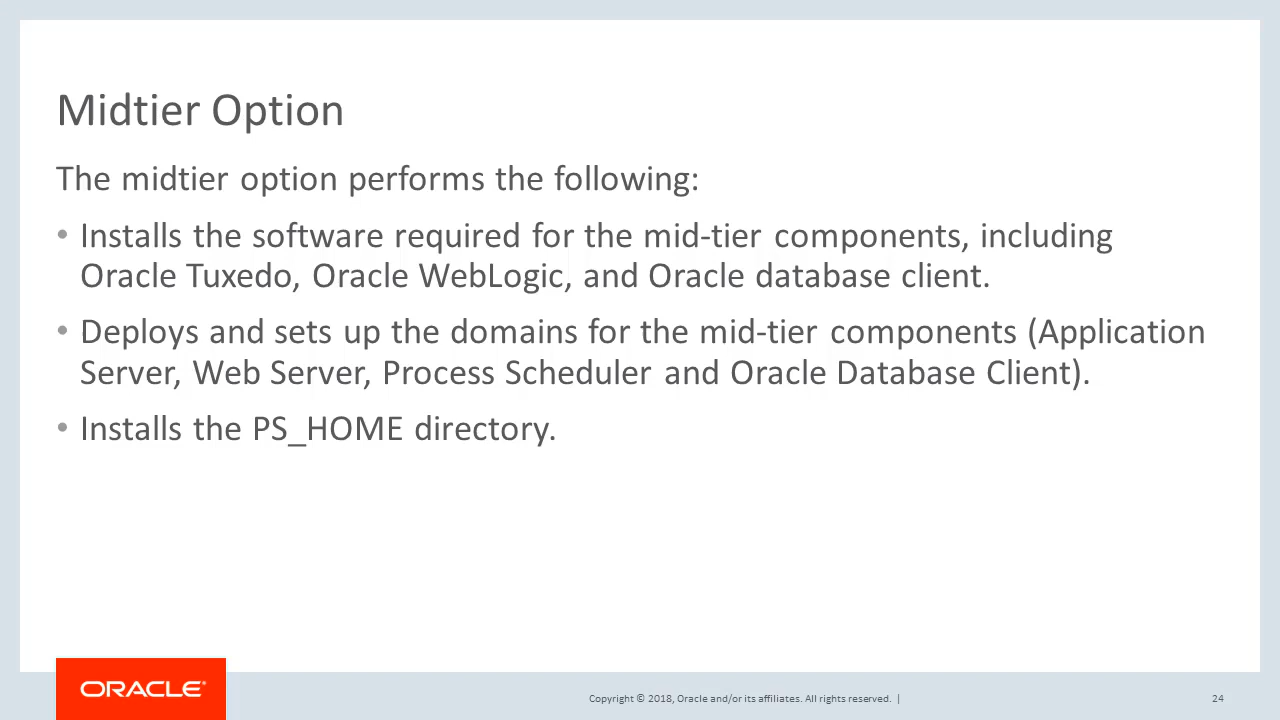 Midtier Option
The midtier option performs the following:
• Installs the software required for the mid-tier components, including
Oracle Tuxedo, Oracle WebLogic, and Oracle database client.
• Deploys and sets up the domains for the mid-tier components (Application
Server, Web Server, Process Scheduler and Oracle Database Client).
• Installs the PS_HOME directory.
ORACLE®
Copyright © 2018, Oracle and/or its affiliates. All rights reserved. |
24